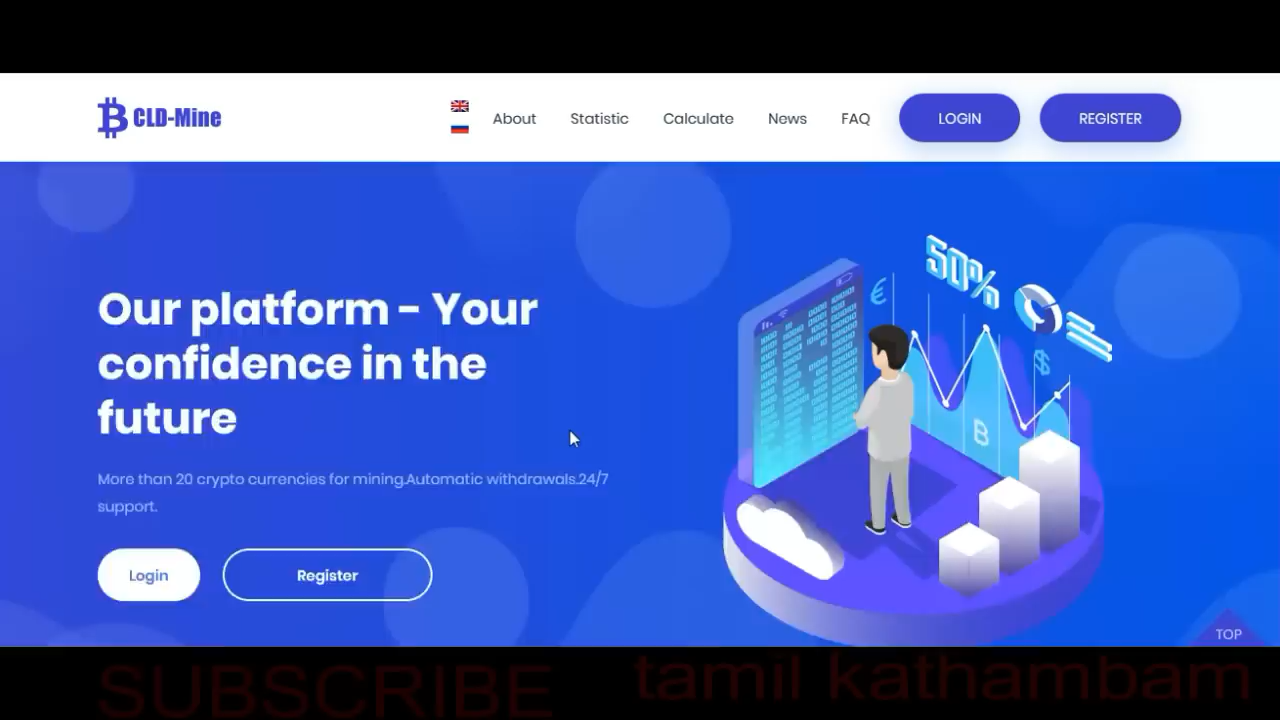 CLD-Mine
About
Statistic
Calculate
News
FAQ
LOGIN
REGISTER
Our platform - Your
confidence in the
future
More than 20 crypto currencies for mining.Automatic withdrawals.24/7
support.
Login
Register
50%
€
$
B
TOP
SUBSCRIBE
tamil kathambam